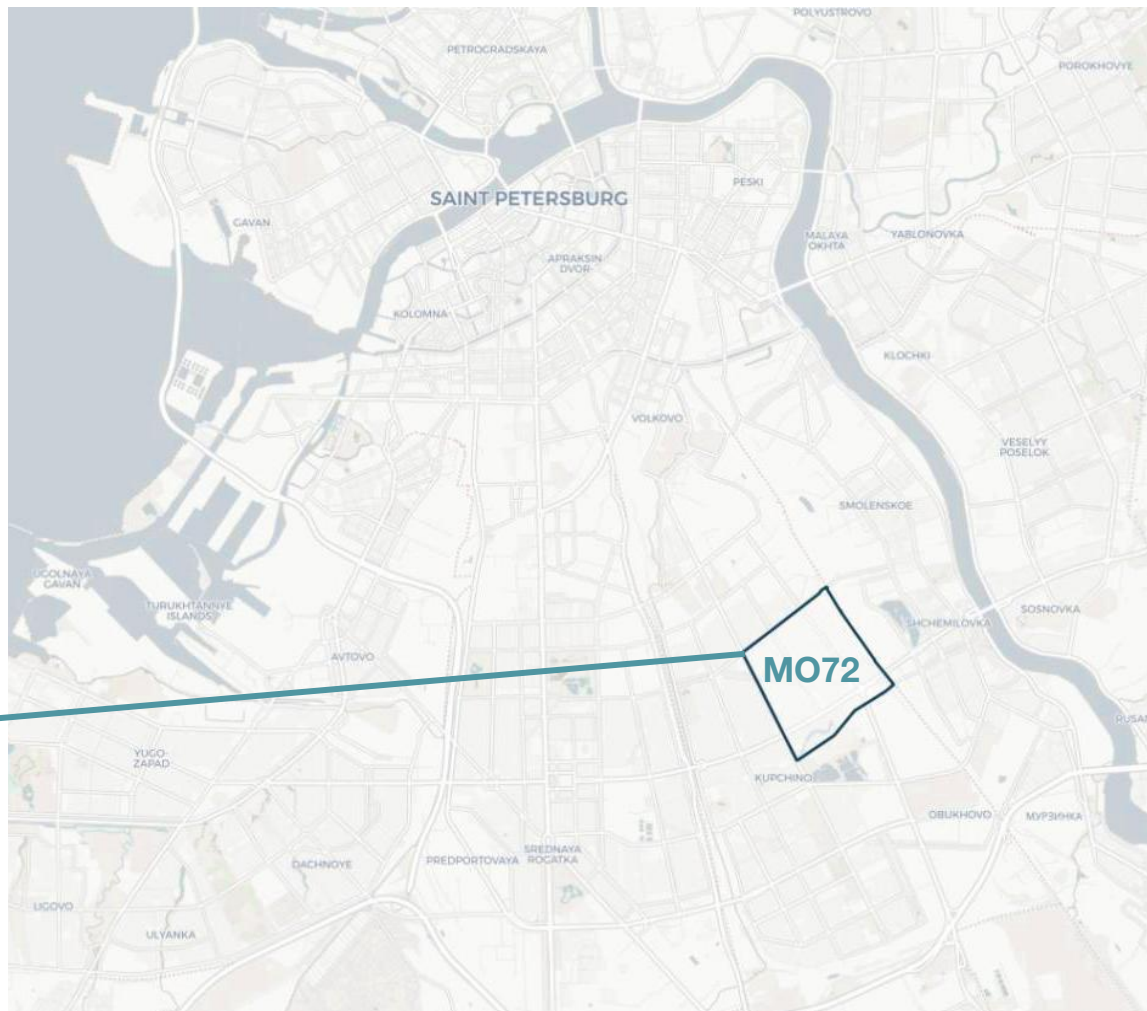 POLYUSTROVO
PETROGRADSKAYA
POROKHOVYE
PESKI
SAINT PETERSBURG
GAVAN
MALAYA
OKHTA
YABLONOVKA
APRAKSIN
DVOR
KOLOMNA
KLOCHKI
VOLKOVO
VESELYY
POSELOK
SMOLENSKOE
UGOLNAYA
GAVAN
TURUKHTANNYE
ISLANDS
SOSNOVKA
SHCHEMILOVKA
AVTOVO
MO72
RUSA
YUGO-
ZAPAD
KUPCHINO
OBUKHOVO
МУРЗИНКА
SREDNAYA
ROGATKA
PREDPORTOVAYA
DACHNOYE
LIGOVO
ULYANKA